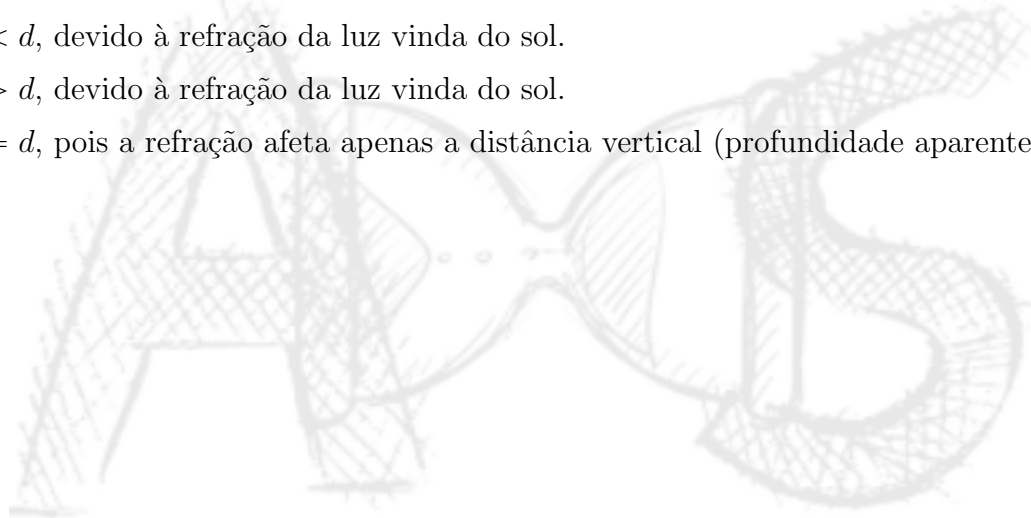 < d, devido à refração da luz vinda do sol.
> d, devido à refração da luz vinda do sol.
= d, pois a refração afeta apenas a distância vertical (profundidade aparente